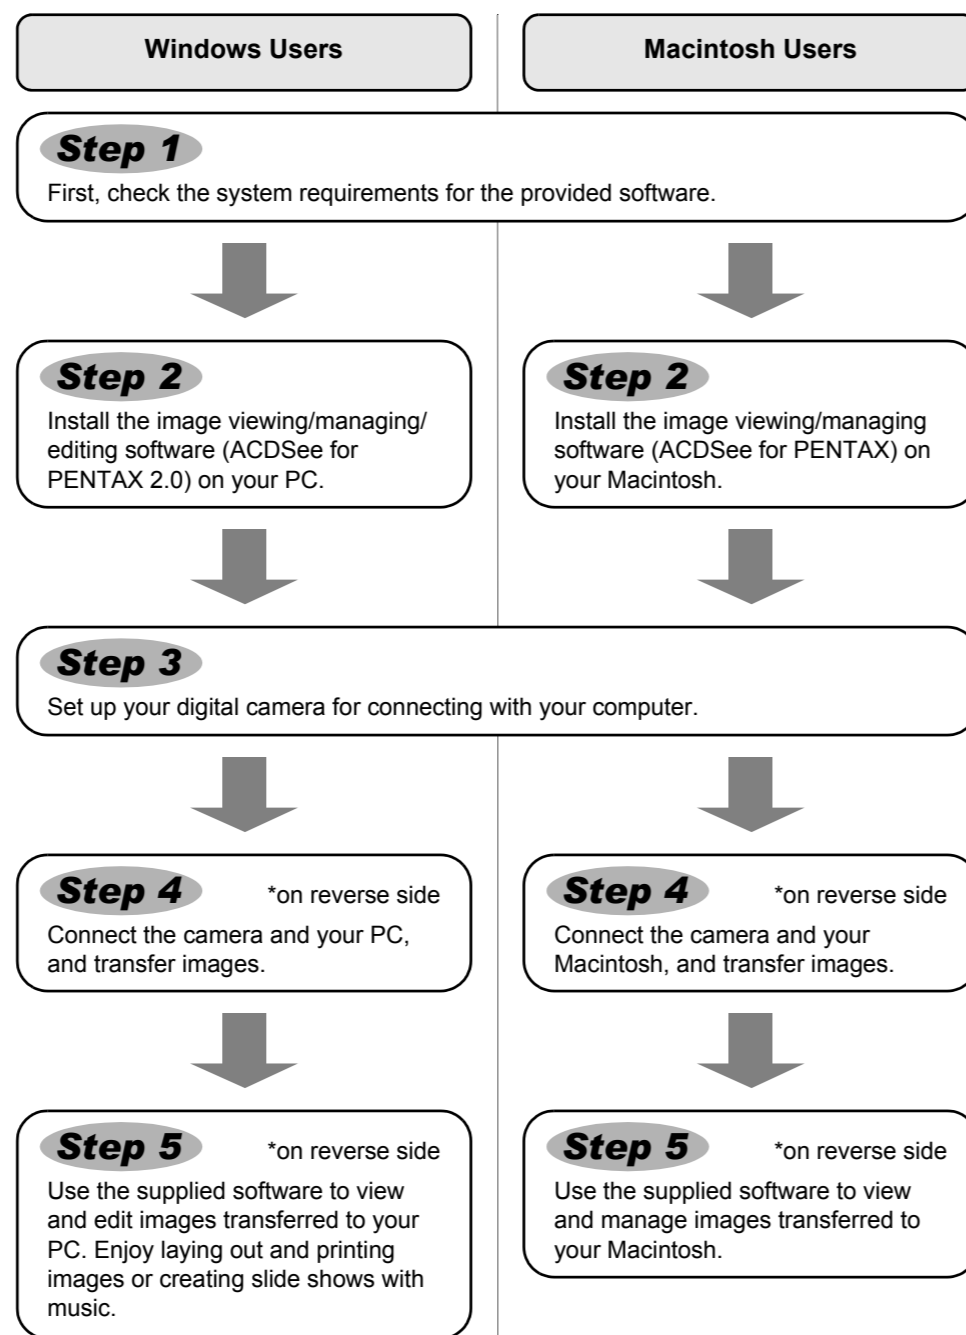 Windows Users
Macintosh Users
Step 1
First, check the system requirements for the provided software.
Step 2
Install the image viewing/managing/
editing software (ACDSee for
PENTAX 2.0) on your PC.
Step 2
Install the image viewing/managing
software (ACDSee for PENTAX) on
your Macintosh.
Step 3
Set up your digital camera for connecting with your computer.
Step 4 *on reverse side
Connect the camera and your PC,
and transfer images.
Step 4 *on reverse side
Connect the camera and your
Macintosh, and transfer images.
Step 5 *on reverse side
Use the supplied software to view
and edit images transferred to your
PC. Enjoy laying out and printing
images or creating slide shows with
music.
Step 5 *on reverse side
Use the supplied software to view
and manage images transferred to
your Macintosh.